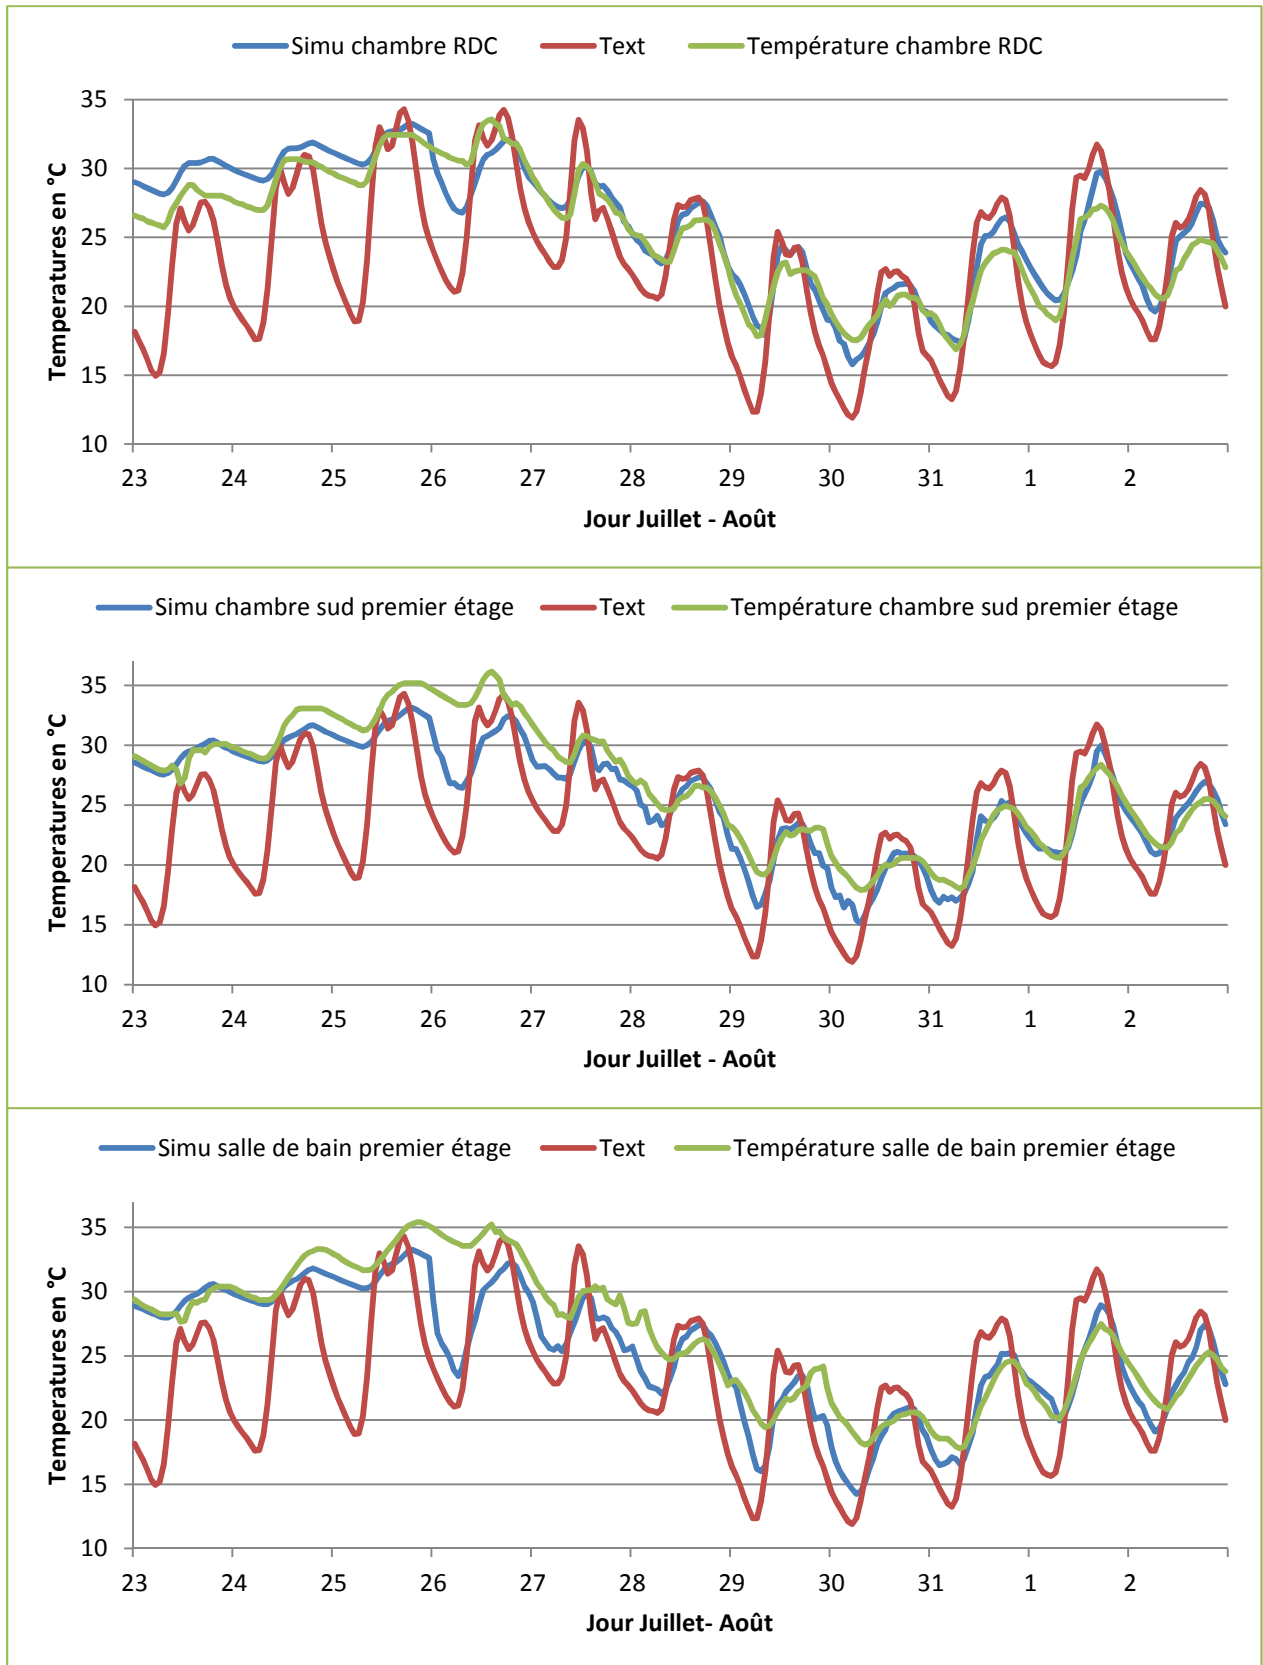 Simu chambre RDC Text Température chambre RDC
Temperatures en °C
35
30
25
20
15
10
23 24 25 26 27 28 29 30 31 1 2
Jour Juillet - Août
Simu chambre sud premier étage Text Température chambre sud premier étage
Temperatures en °C
35
30
25
20
15
10
23 24 25 26 27 28 29 30 31 1 2
Jour Juillet - Août
Simu salle de bain premier étage Text Température salle de bain premier étage
Temperatures en °C
35
30
25
20
15
10
23 24 25 26 27 28 29 30 31 1 2
Jour Juillet- Août